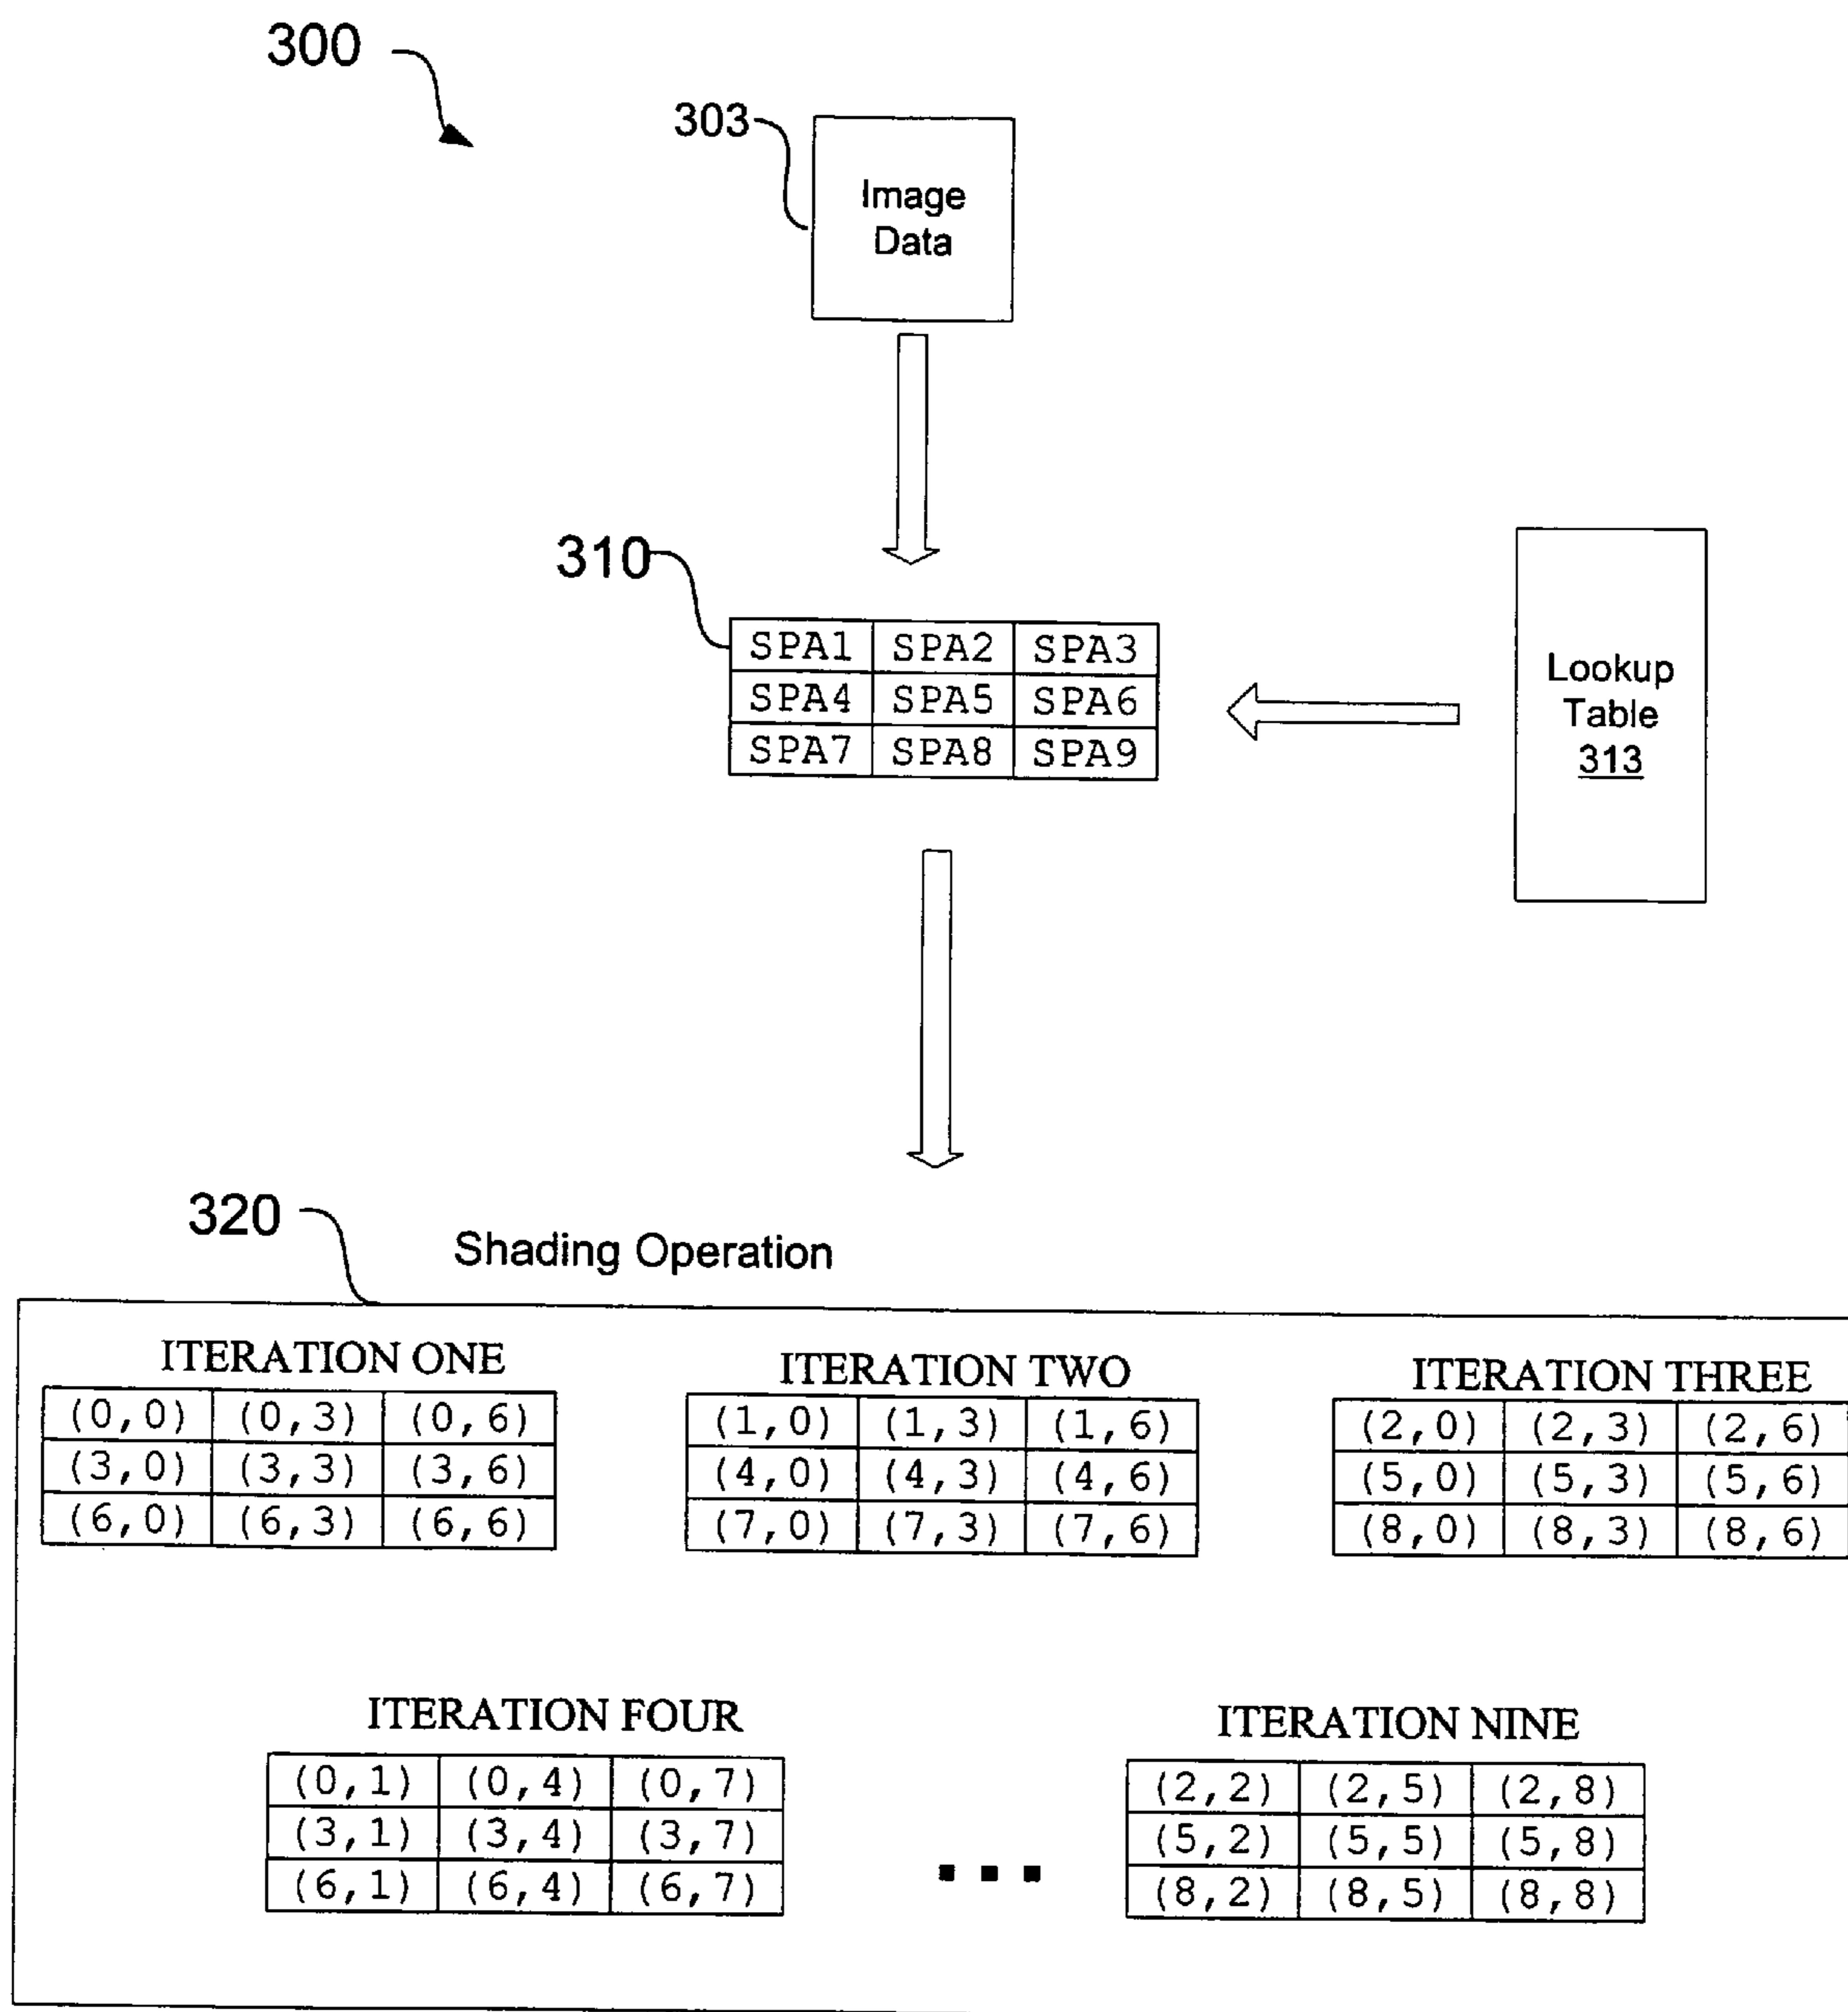 300
303
Image
Data
310
SPA1 SPA2 SPA3
SPA4 SPA5 SPA6
SPA7 SPA8 SPA9
Lookup
Table
313
320
Shading Operation
ITERATION ONE
(0,0) (0,3) (0,6)
(3,0) (3,3) (3,6)
(6,0) (6,3) (6,6)
ITERATION TWO
(1,0) (1,3) (1,6)
(4,0) (4,3) (4,6)
(7,0) (7,3) (7,6)
ITERATION THREE
(2,0) (2,3) (2,6)
(5,0) (5,3) (5,6)
(8,0) (8,3) (8,6)
ITERATION FOUR
(0,1) (0,4) (0,7)
(3,1) (3,4) (3,7)
(6,1) (6,4) (6,7)
...
ITERATION NINE
(2,2) (2,5) (2,8)
(5,2) (5,5) (5,8)
(8,2) (8,5) (8,8)